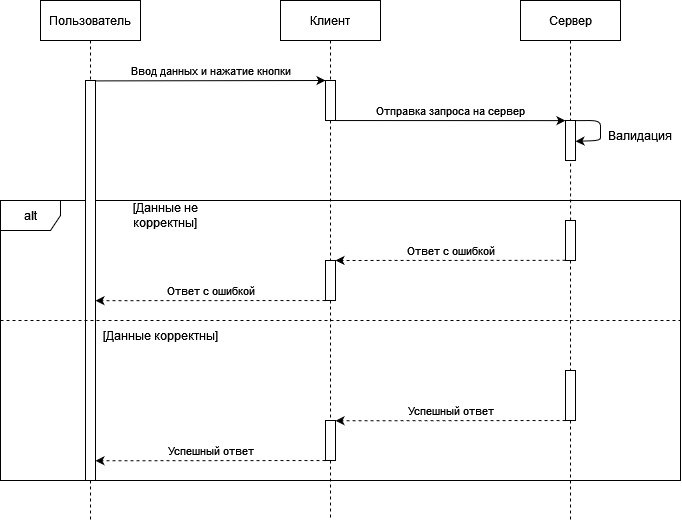 Пользователь
Клиент
Сервер
Ввод данных и нажатие кнопки
Отправка запроса на сервер
Валидация
alt
[Данные не
корректны]
Ответ с ошибкой
Ответ с ошибкой
[Данные корректны]
Успешный ответ
Успешный ответ